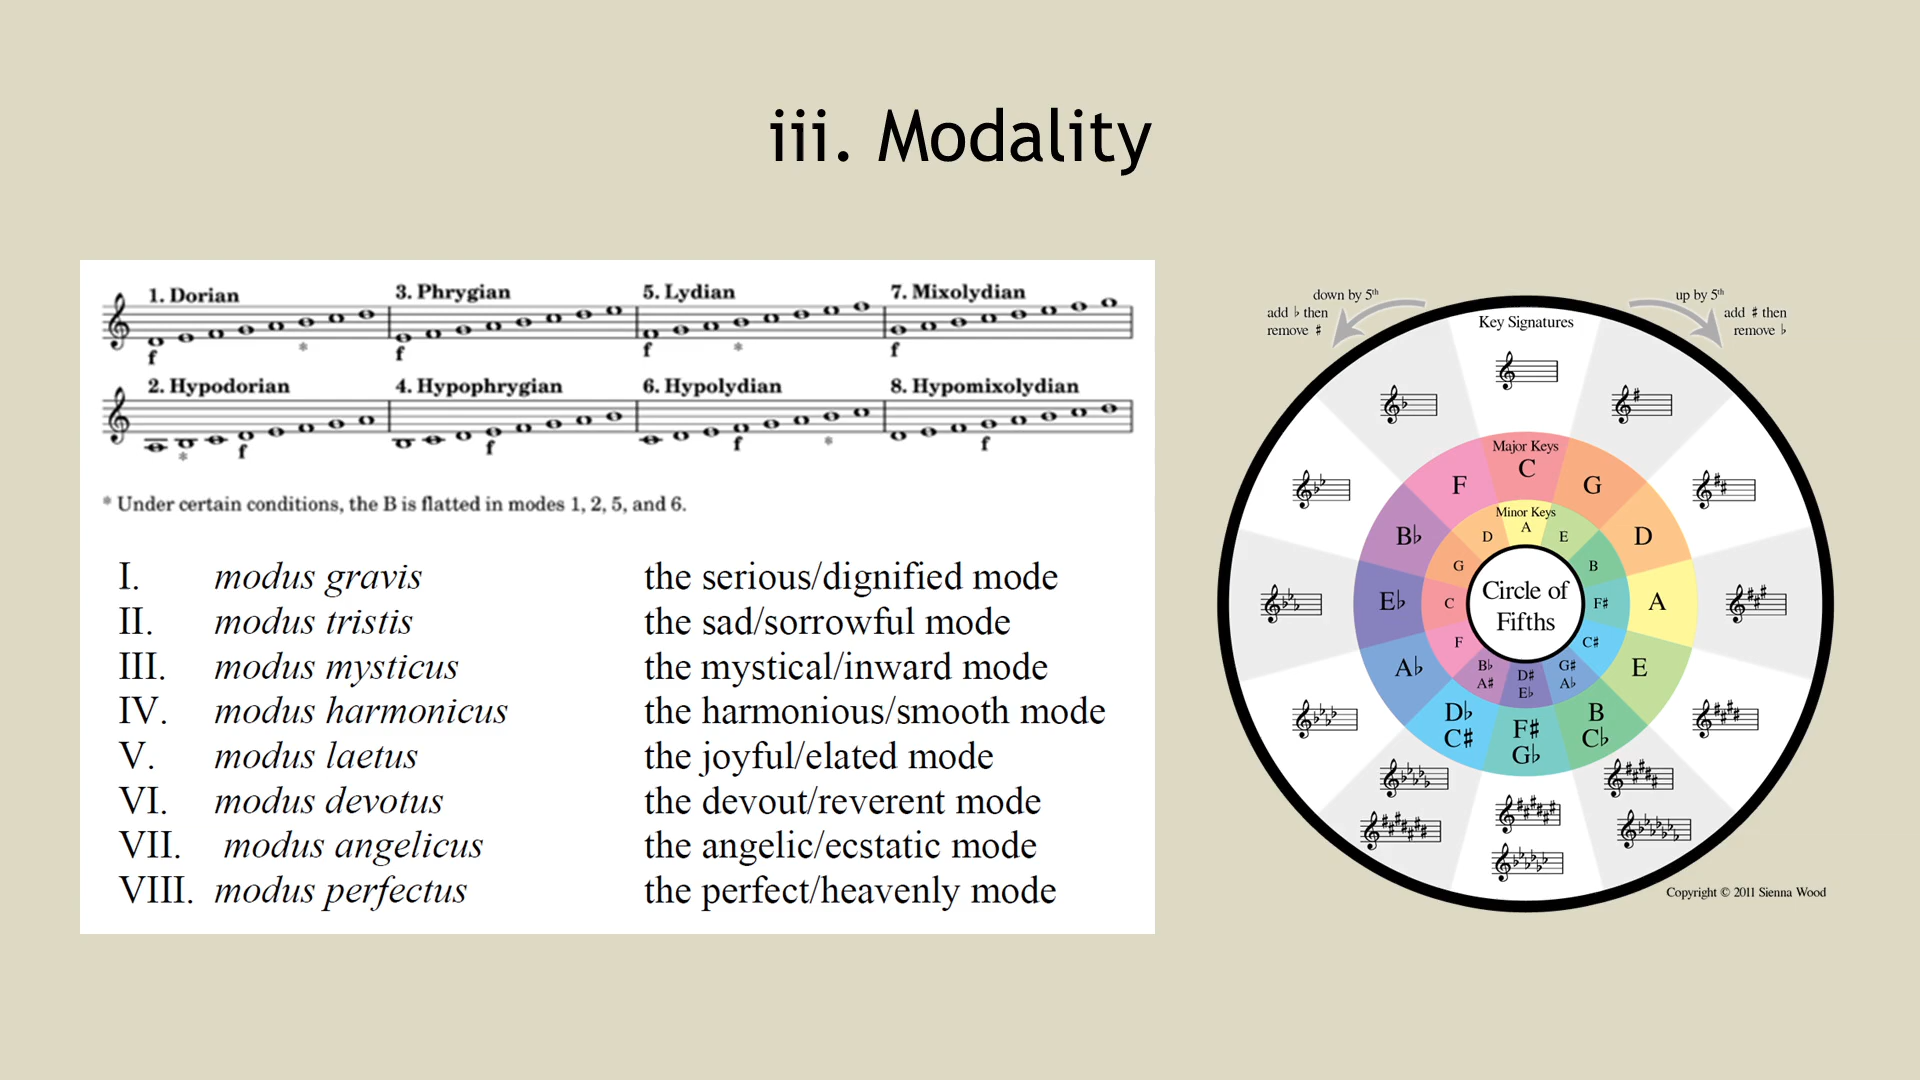 iii. Modality
1. Dorian
3. Phrygian
5. Lydian
7. Mixolydian
f
*
f
f
*
f
2. Hypodorian
4. Hypophrygian
6. Hypolydian
8. Hypomixolydian
*
f
f
f
*
f
* Under certain conditions, the B is flatted in modes 1, 2, 5, and 6.
I. modus gravis the serious/dignified mode
II. modus tristis the sad/sorrowful mode
III. modus mysticus the mystical/inward mode
IV. modus harmonicus the harmonious/smooth mode
V. modus laetus the joyful/elated mode
VI. modus devotus the devout/reverent mode
VII. modus angelicus the angelic/ecstatic mode
VIII. modus perfectus the perfect/heavenly mode
down by 5th
add ♭ then
remove ♯
up by 5th
add ♯ then
remove ♭
Key Signatures
Major Keys
C
G
D
A
E
B
C♭
F♯
G♭
D♭
C♯
A♭
E♭
B♭
F
Minor Keys
A
E
B
F♯
C♯
G♯
A♭
D♯
E♭
B♭
A♯
F
C
G
D
Circle of
Fifths
Copyright © 2011 Sienna Wood